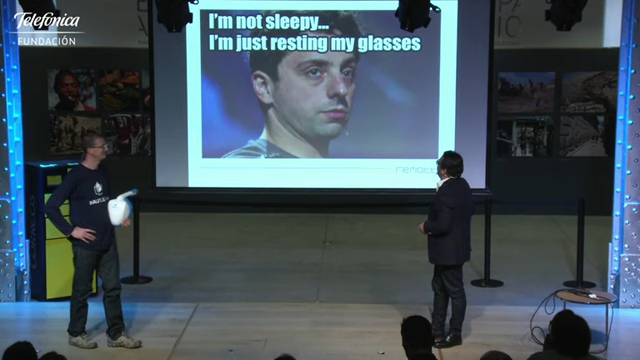 Telefónica
FUNDACIÓN
I'm not sleepy...
I'm just resting my glasses